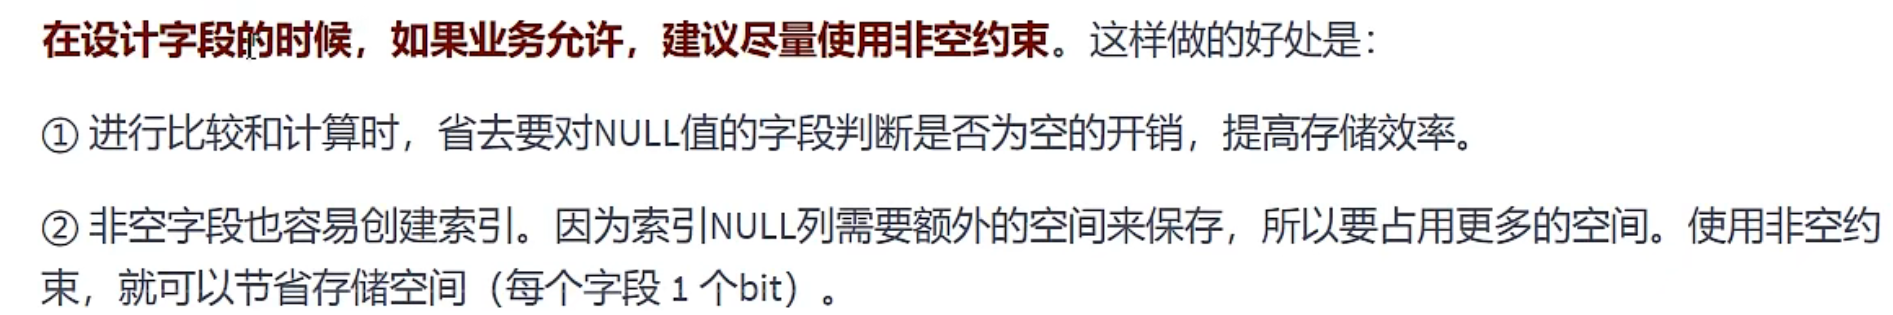 在设计字段的时候，如果业务允许，建议尽量使用非空约束。这样做的好处是：
① 进行比较和计算时，省去要对NULL值的字段判断是否为空的开销，提高存储效率。
② 非空字段也容易创建索引。因为索引NULL列需要额外的空间来保存，所以要占用更多的空间。使用非空约
束，就可以节省存储空间（每个字段 1 个bit）。